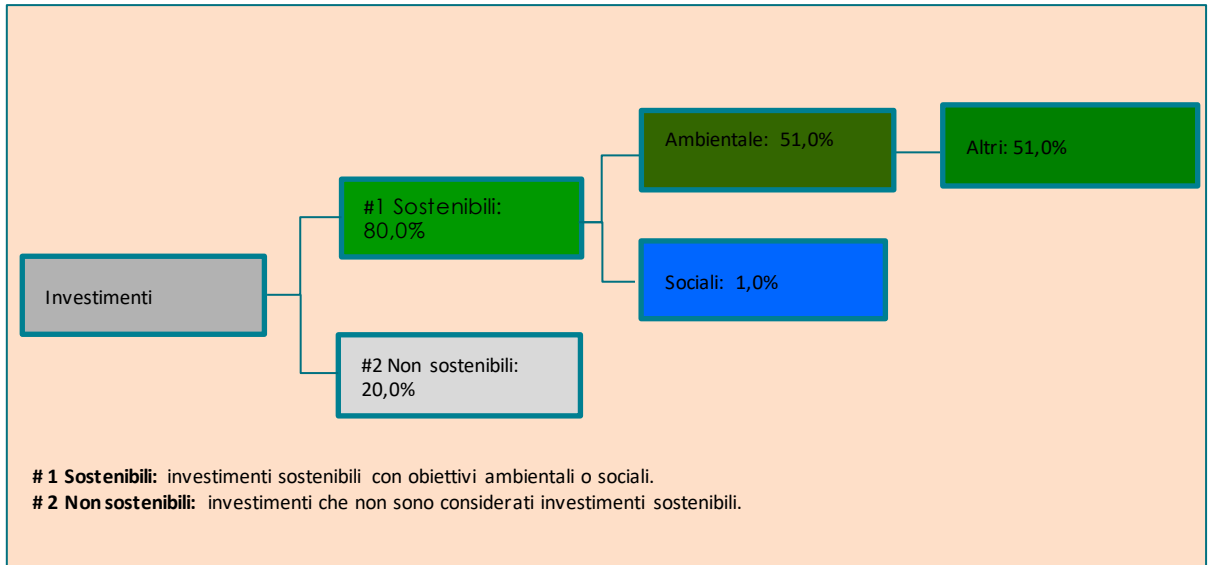 Ambientale: 51,0%
Altri: 51,0%
#1 Sostenibili:
80,0%
Sociali: 1,0%
Investimenti
#2 Non sostenibili:
20,0%
# 1 Sostenibili: investimenti sostenibili con obiettivi ambientali o sociali.
# 2 Non sostenibili: investimenti che non sono considerati investimenti sostenibili.